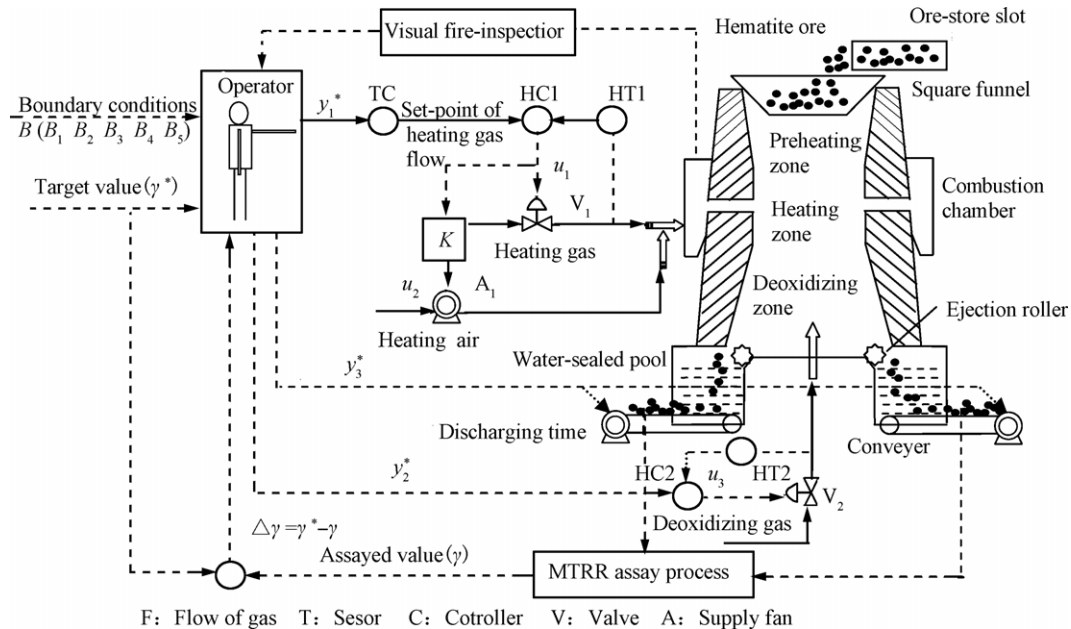 Ore-store slot
Hematite ore
Visual fire-inspection
Square funnel
Operator
Boundary conditions
B (B1 B2 B3 B4 B5)
y1*
TC
Set-point of
heating gas
flow
HC1
HT1
Preheating
zone
u1
Target value(γ*)
V1
Combustion
chamber
K
Heating gas
Heating
zone
u2
A1
Heating air
Deoxidizing
zone
Ejection roller
Water-sealed pool
y3*
Discharging time
Conveyer
HC2
u3
HT2
y2*
V2
Deoxidizing gas
△γ=γ*-γ
Assayed value(γ)
MTRR assay process
F: Flow of gas T: Sesor C: Cotroller V: Valve A: Supply fan